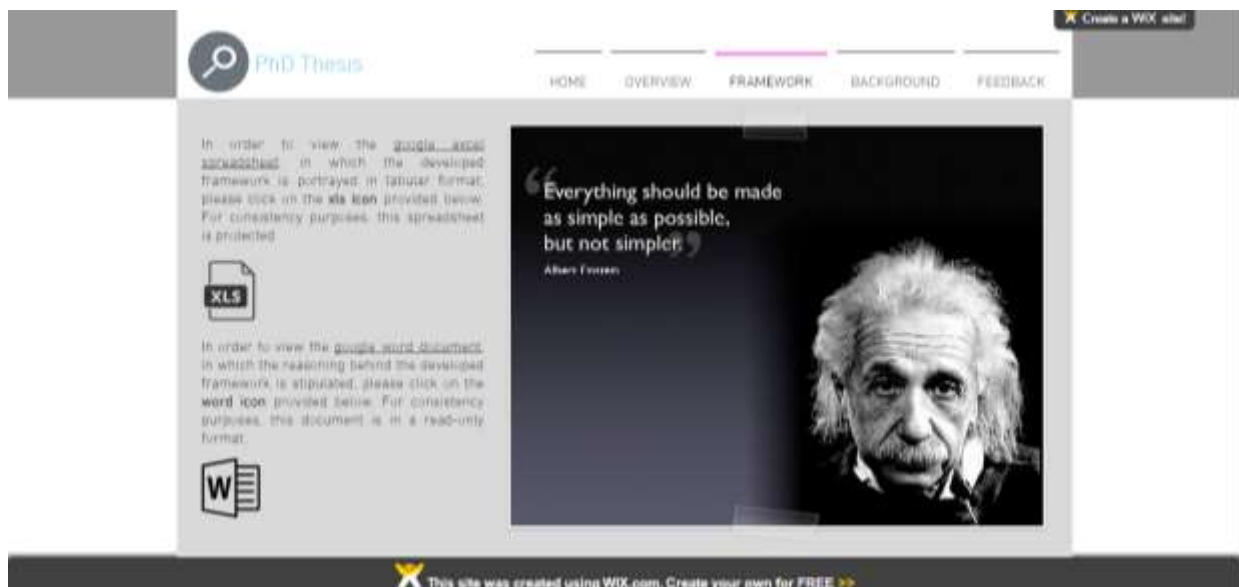 Create a WIX site!
PhD Thesis
HOME OVERVIEW FRAMEWORK BACKGROUND FEEDBACK
In order to view the google excel
spreadsheet in which the developed
framework is portrayed in tabular format,
please click on the xls icon provided below.
For consistency purposes, this spreadsheet
is protected.
XLS
In order to view the google word document,
in which the reasoning behind the developed
framework is stipulated, please click on the
word icon provided below. For consistency
purposes, this document is in a read-only
format.
W
“Everything should be made
as simple as possible,
but not simpler.”
Albert Einstein
This site was created using WIX.com. Create your own for FREE >>